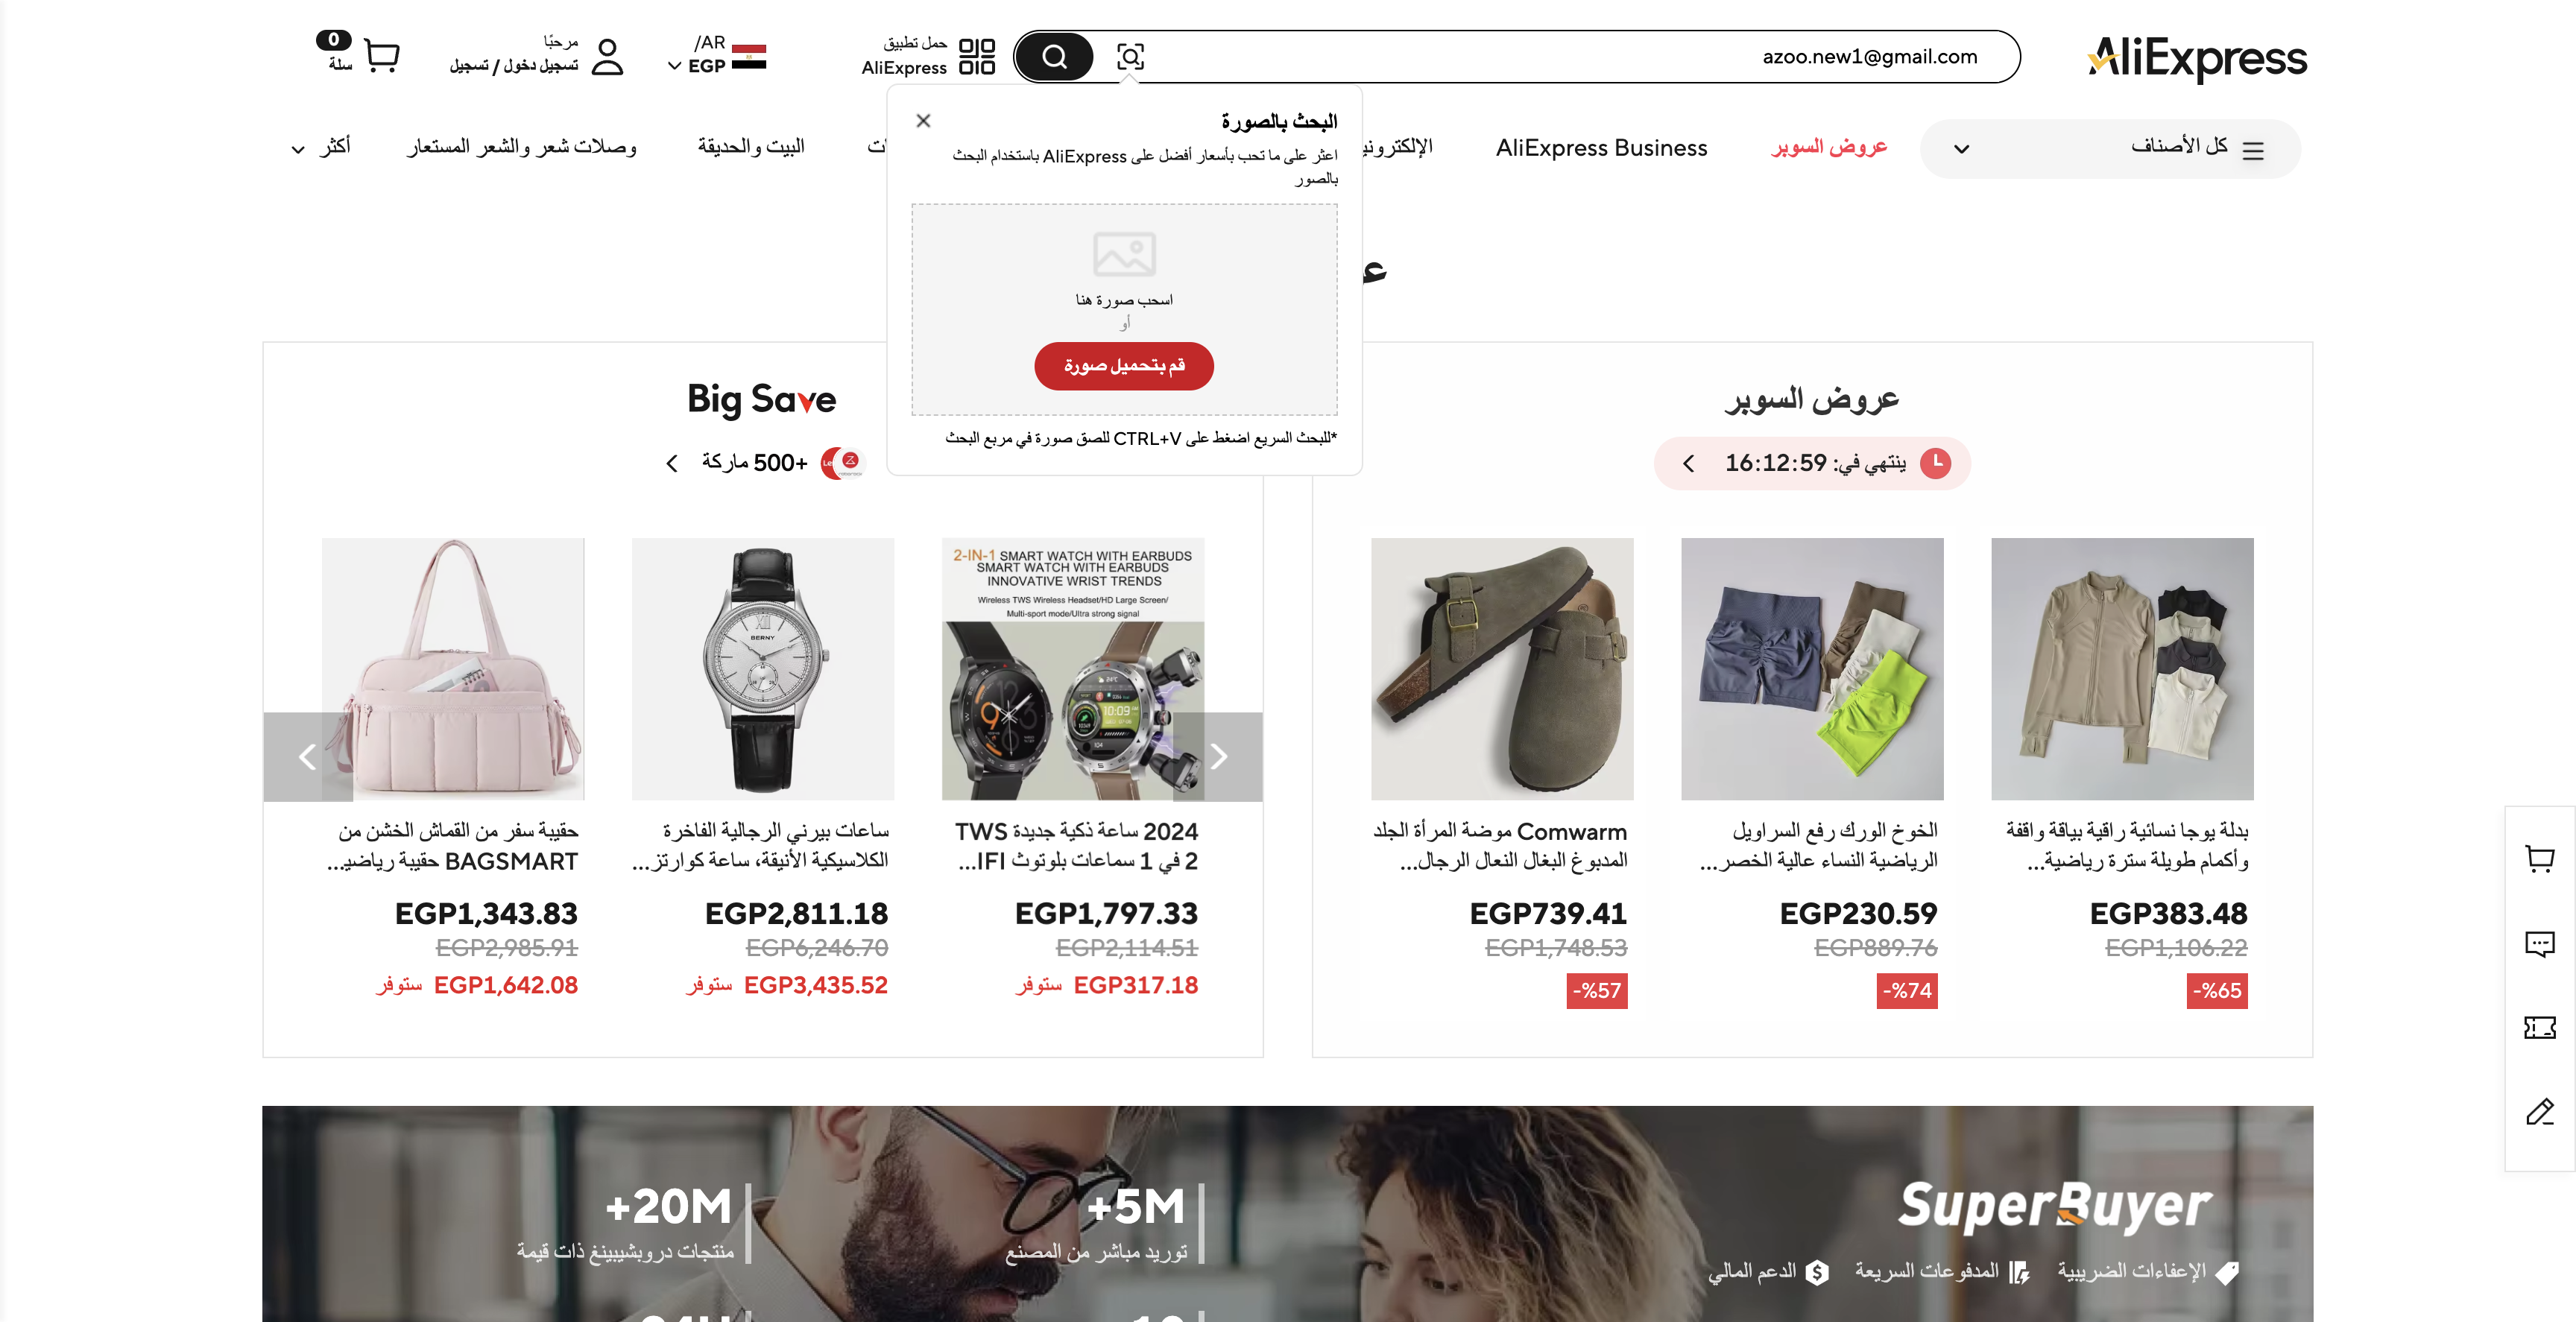 AliExpress
azoo.new1@gmail.com
حمل تطبيق
AliExpress
/AR
EGP
مرحبًا
تسجيل دخول / تسجيل
0
سلة
كل الأصناف
عروض السوبر
AliExpress Business
البيت والحديقة
وصلات شعر والشعر المستعار
أكثر
البحث بالصورة
اعثر على ما تحب بأسعار أفضل على AliExpress باستخدام البحث
بالصور
اسحب صورة هنا
أو
قم بتحميل صورة
*للبحث السريع اضغط على CTRL+V للصق صورة في مربع البحث
عروض السوبر
ينتهي في: 16:12:59
بدلة يوجا نسائية راقية بياقة واقفة
وأكمام طويلة سترة رياضية...
EGP383.48
EGP1,106.22
-%65
الخوخ الورك رفع السراويل
الرياضية النساء عالية الخصر...
EGP230.59
EGP889.76
-%74
Comwarm موضة المرأة الجلد
المدبوغ البغال النعال الرجال...
EGP739.41
EGP1,748.53
-%57
Big Save
+500 ماركة
2-IN-1 SMART WATCH WITH EARBUDS
SMART WATCH WITH EARBUDS
INNOVATIVE WRIST TRENDS
Wireless TWS Wireless Headset/HD Large Screen/
Multi-sport mode/Ultra strong signal
10:09
2024 ساعة ذكية جديدة TWS
2 في 1 سماعات بلوتوث IFI...
EGP1,797.33
EGP2,114.51
ستوفر EGP317.18
BERNY
ساعات بيرني الرجالية الفاخرة
الكلاسيكية الأنيقة، ساعة كوارتز...
EGP2,811.18
EGP6,246.70
ستوفر EGP3,435.52
حقيبة سفر من القماش الخشن من
BAGSMART حقيبة رياضيـ...
EGP1,343.83
EGP2,985.91
ستوفر EGP1,642.08
SuperBuyer
الإعفاءات الضريبية
المدفوعات السريعة
الدعم المالي
+5M
توريد مباشر من المصنع
+20M
منتجات دروبشيبينغ ذات قيمة